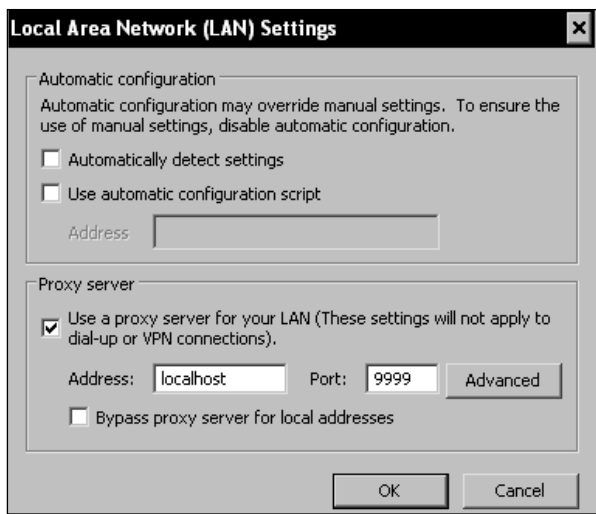 Local Area Network (LAN) Settings
Automatic configuration
Automatic configuration may override manual settings. To ensure the
use of manual settings, disable automatic configuration.
Automatically detect settings
Use automatic configuration script
Address
Proxy server
Use a proxy server for your LAN (These settings will not apply to
dial-up or VPN connections).
Address: localhost Port: 9999 Advanced
Bypass proxy server for local addresses
OK Cancel